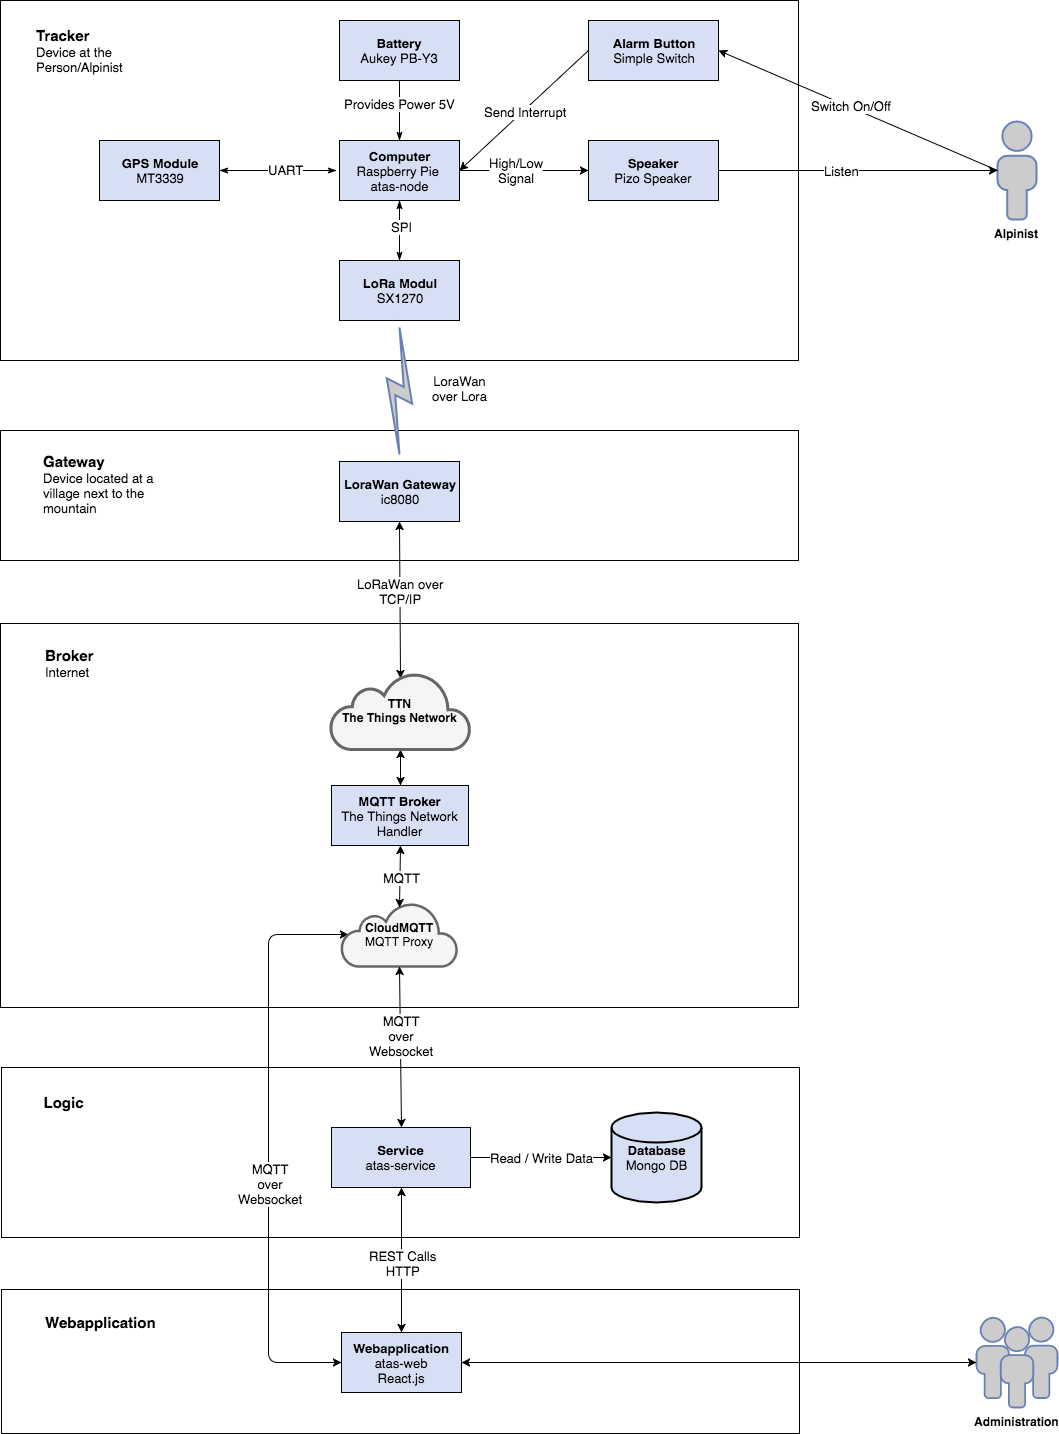 Tracker
Device at the
Person/Alpinist
Battery
Aukey PB-Y3
Alarm Button
Simple Switch
Provides Power 5V
Send Interrupt
Switch On/Off
GPS Module
MT3339
UART
Computer
Raspberry Pie
atas-node
High/Low
Signal
Speaker
Pizo Speaker
Listen
Alpinist
SPI
LoRa Modul
SX1270
LoraWan
over Lora
Gateway
Device located at a
village next to the
mountain
LoraWan Gateway
ic8080
LoRaWan over
TCP/IP
Broker
Internet
TTN
The Things Network
MQTT Broker
The Things Network
Handler
MQTT
CloudMQTT
MQTT Proxy
MQTT
over
Websocket
Logic
Service
atas-service
Read / Write Data
Database
Mongo DB
MQTT
over
Websocket
REST Calls
HTTP
Webapplication
Webapplication
atas-web
React.js
Administration